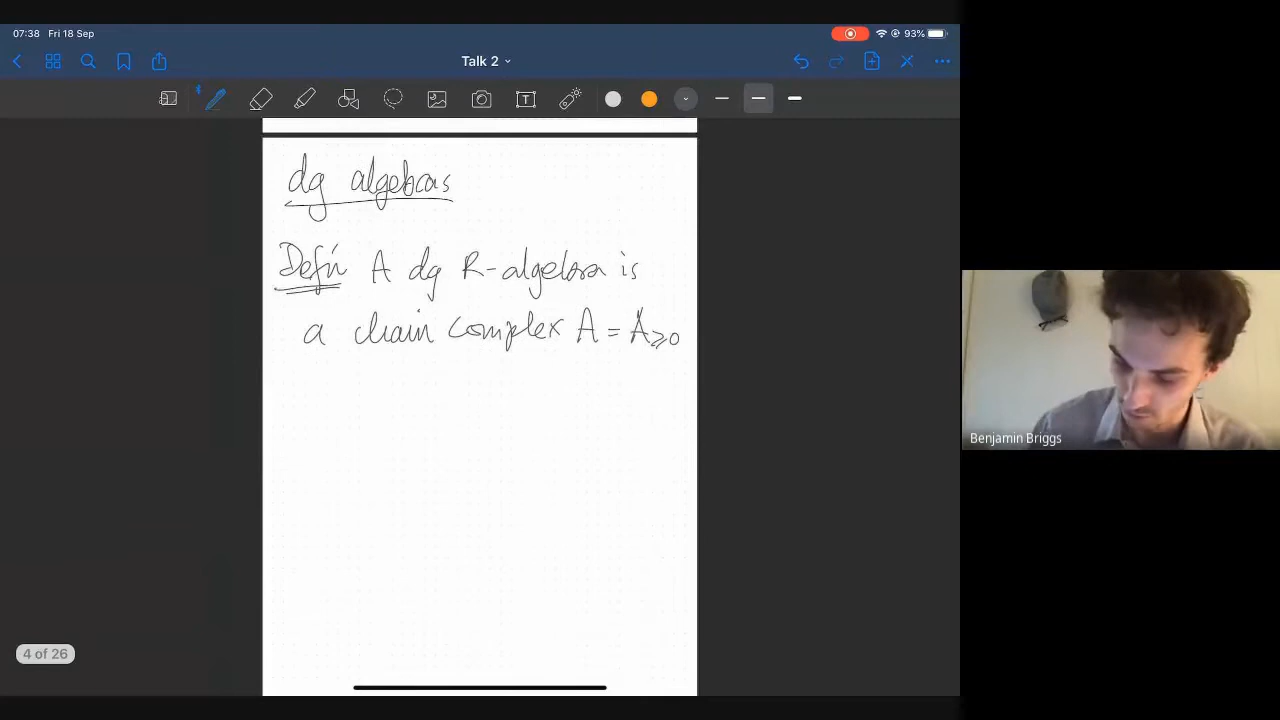 07:38 Fri 18 Sep
93%
Talk 2
T
dg algebras
Defn A dg R-algebra is
a chain complex A = A≥0
4 of 26
Benjamin Briggs